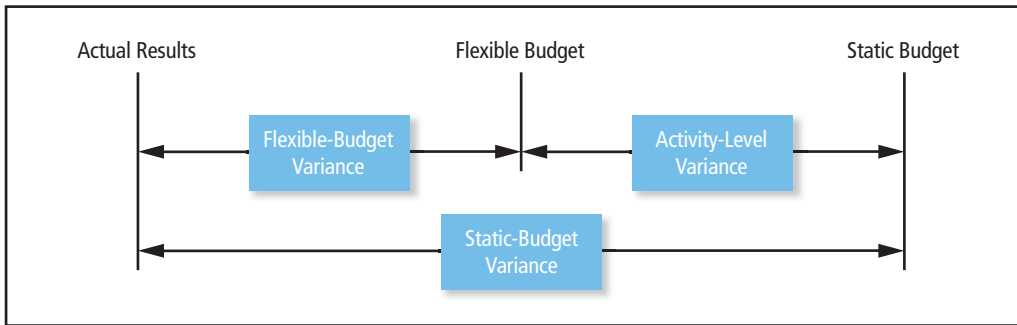 Actual Results
Flexible Budget
Static Budget
Flexible-Budget
Variance
Activity-Level
Variance
Static-Budget
Variance